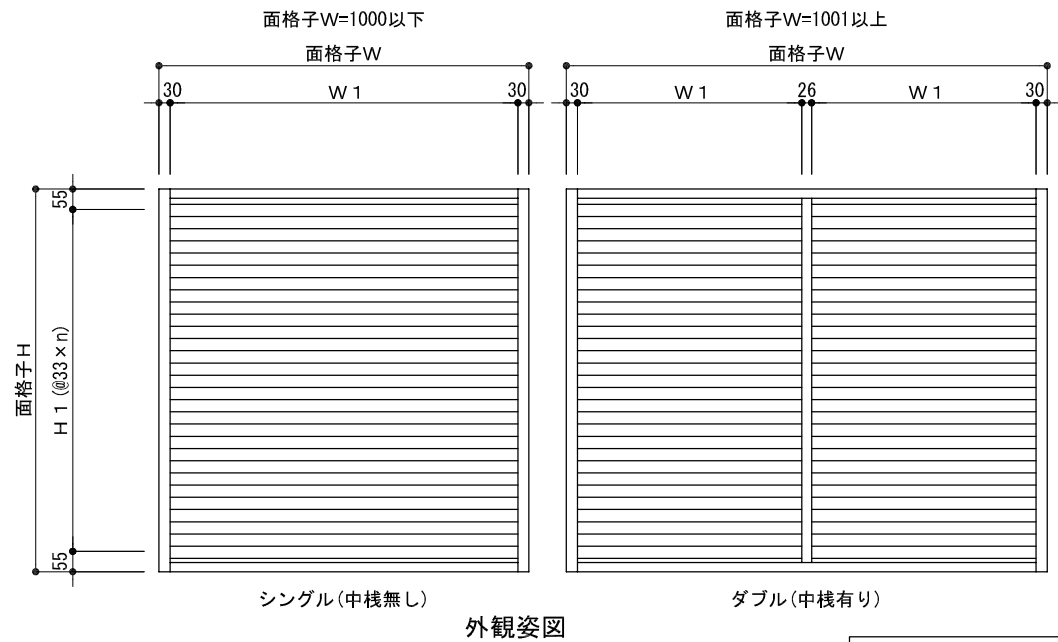 面格子W=1000以下
面格子W
30
W1
30
55
面格子H
H1(@33×n)
55
シングル(中桟無し)
面格子W=1001以上
面格子W
30
W1
26
W1
30
ダブル(中桟有り)
外観姿図